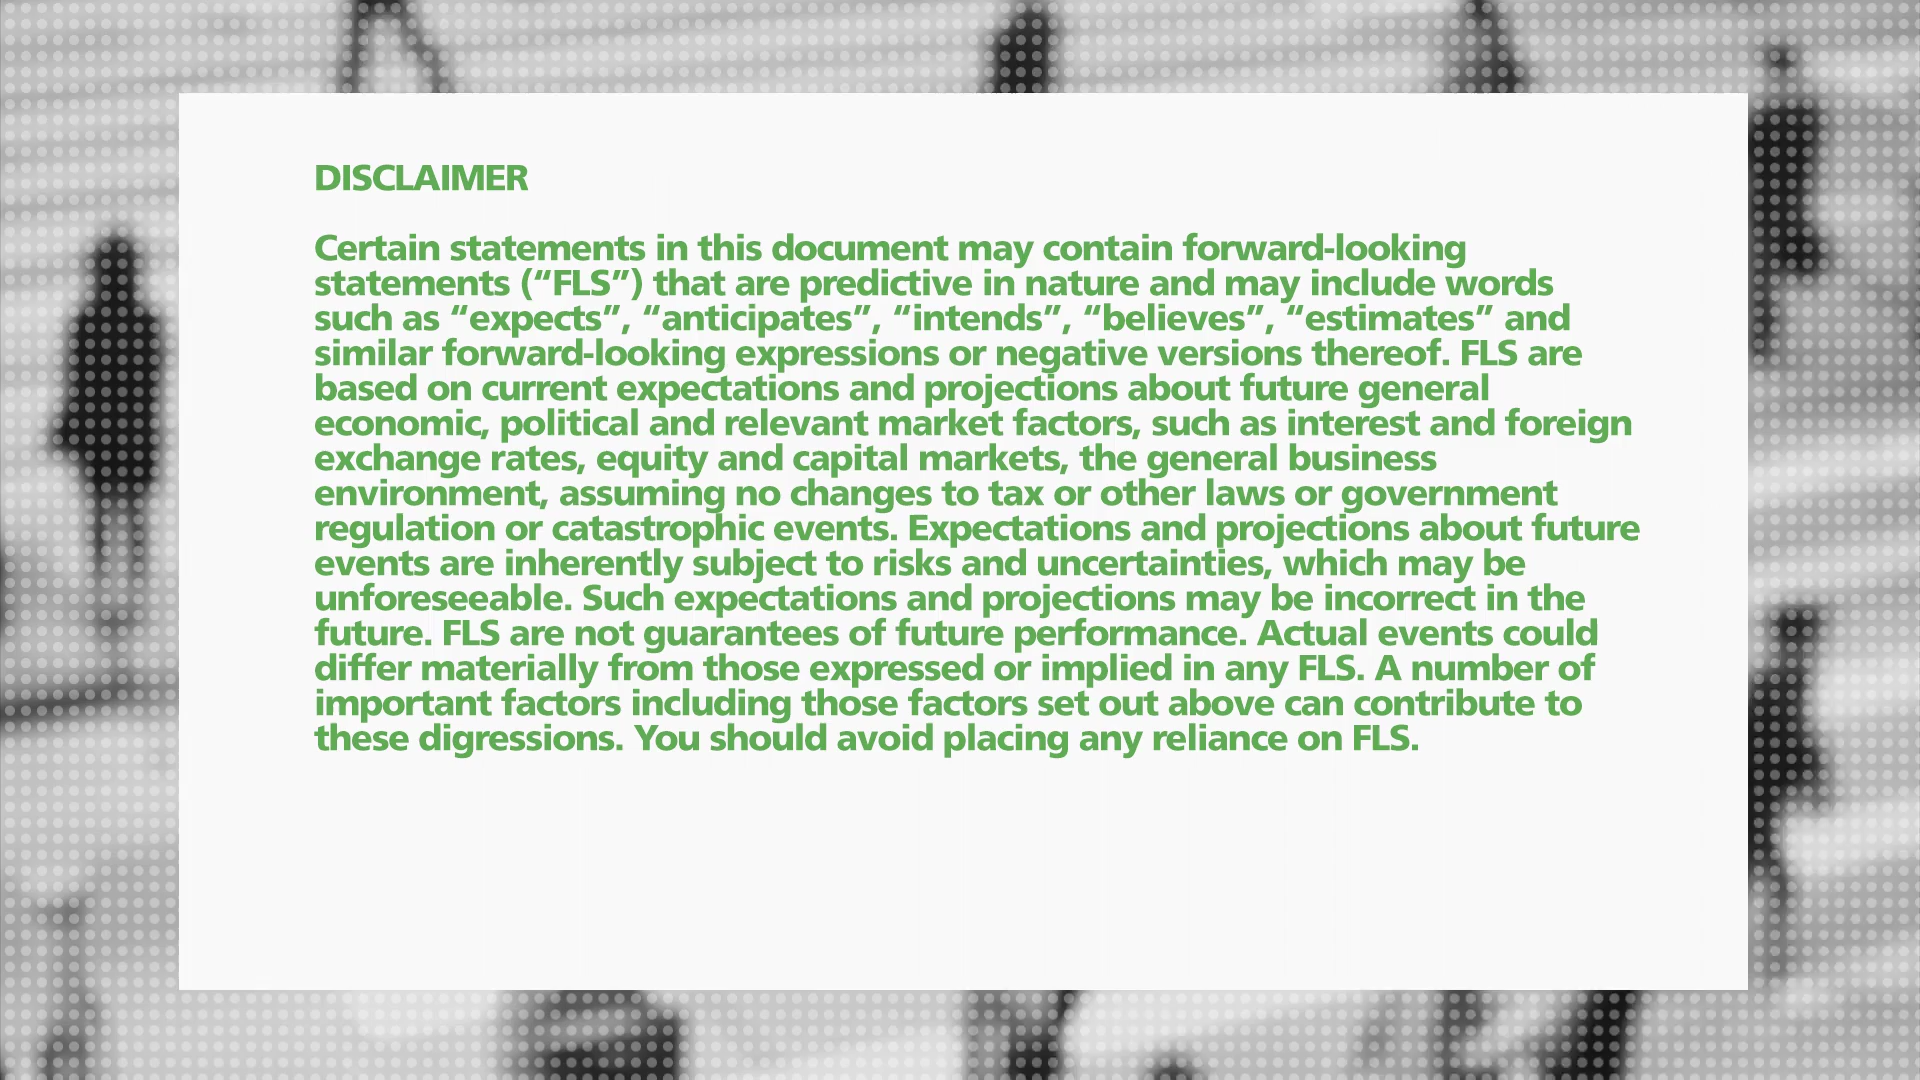 DISCLAIMER
Certain statements in this document may contain forward-looking
statements (“FLS”) that are predictive in nature and may include words
such as “expects”, “anticipates”, “intends”, “believes”, “estimates” and
similar forward-looking expressions or negative versions thereof. FLS are
based on current expectations and projections about future general
economic, political and relevant market factors, such as interest and foreign
exchange rates, equity and capital markets, the general business
environment, assuming no changes to tax or other laws or government
regulation or catastrophic events. Expectations and projections about future
events are inherently subject to risks and uncertainties, which may be
unforeseeable. Such expectations and projections may be incorrect in the
future. FLS are not guarantees of future performance. Actual events could
differ materially from those expressed or implied in any FLS. A number of
important factors including those factors set out above can contribute to
these digressions. You should avoid placing any reliance on FLS.